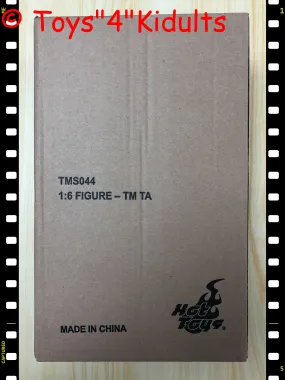 © Toys"4"Kidults
TMS044
1:6 FIGURE – TM TA
Hot
Toys
MADE IN CHINA